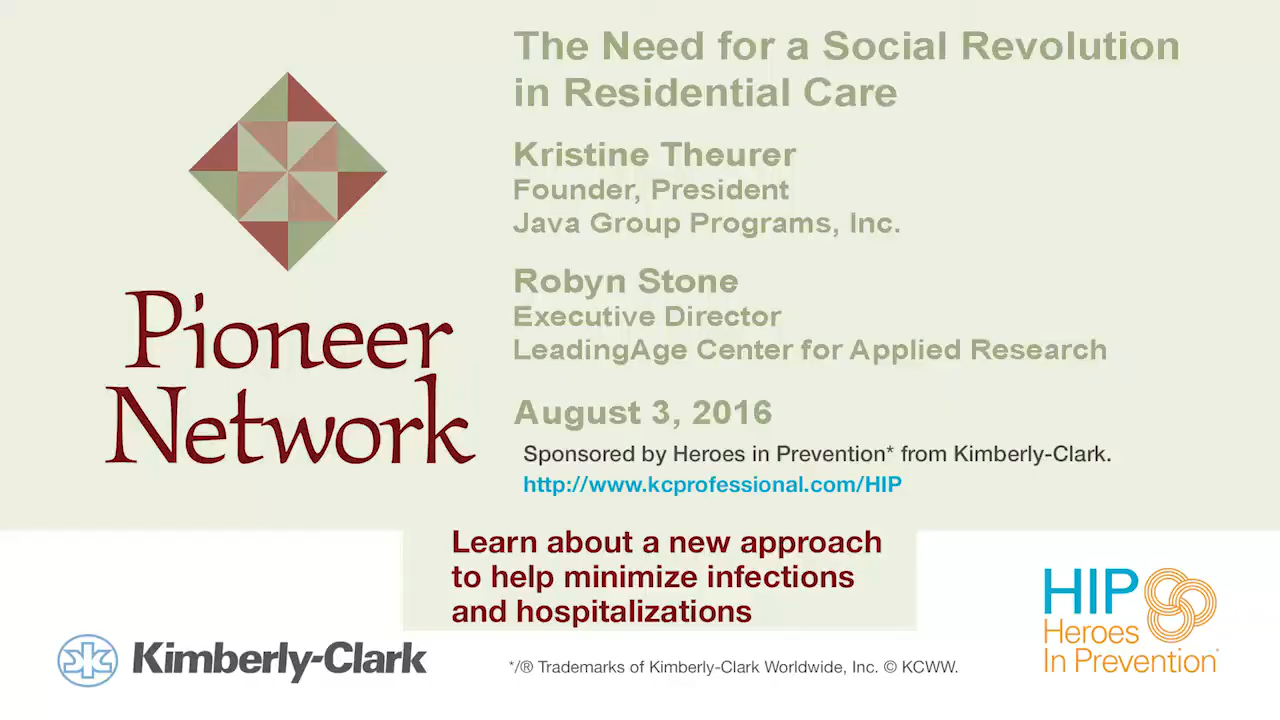 The Need for a Social Revolution
in Residential Care
Kristine Theurer
Founder, President
Java Group Programs, Inc.
Robyn Stone
Executive Director
LeadingAge Center for Applied Research
August 3, 2016
Pioneer
Network
Sponsored by Heroes in Prevention* from Kimberly-Clark.
http://www.kcprofessional.com/HIP
Learn about a new approach
to help minimize infections
and hospitalizations
Kimberly-Clark
*/® Trademarks of Kimberly-Clark Worldwide, Inc. © KCWW.
HIP
Heroes
In Prevention*